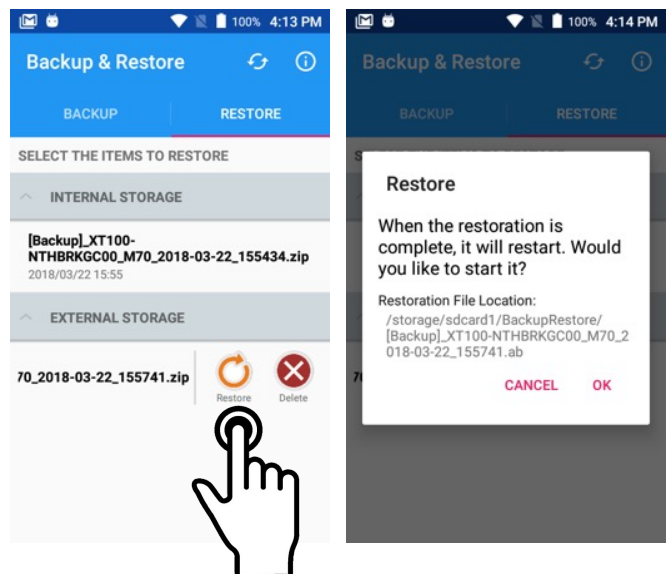 100% 4:13 PM
Backup & Restore
BACKUP RESTORE
SELECT THE ITEMS TO RESTORE
INTERNAL STORAGE
[Backup]_XT100-
NTHBRKGC00_M70_2018-03-22_155434.zip
2018/03/22 15:55
EXTERNAL STORAGE
70_2018-03-22_155741.zip
Restore Delete
100% 4:14 PM
Backup & Restore
BACKUP RESTORE
Restore
When the restoration is
complete, it will restart. Would
you like to start it?
Restoration File Location:
/storage/sdcard1/BackupRestore/
[Backup]_XT100-NTHBRKGC00_M70_2
018-03-22_155741.ab
CANCEL OK